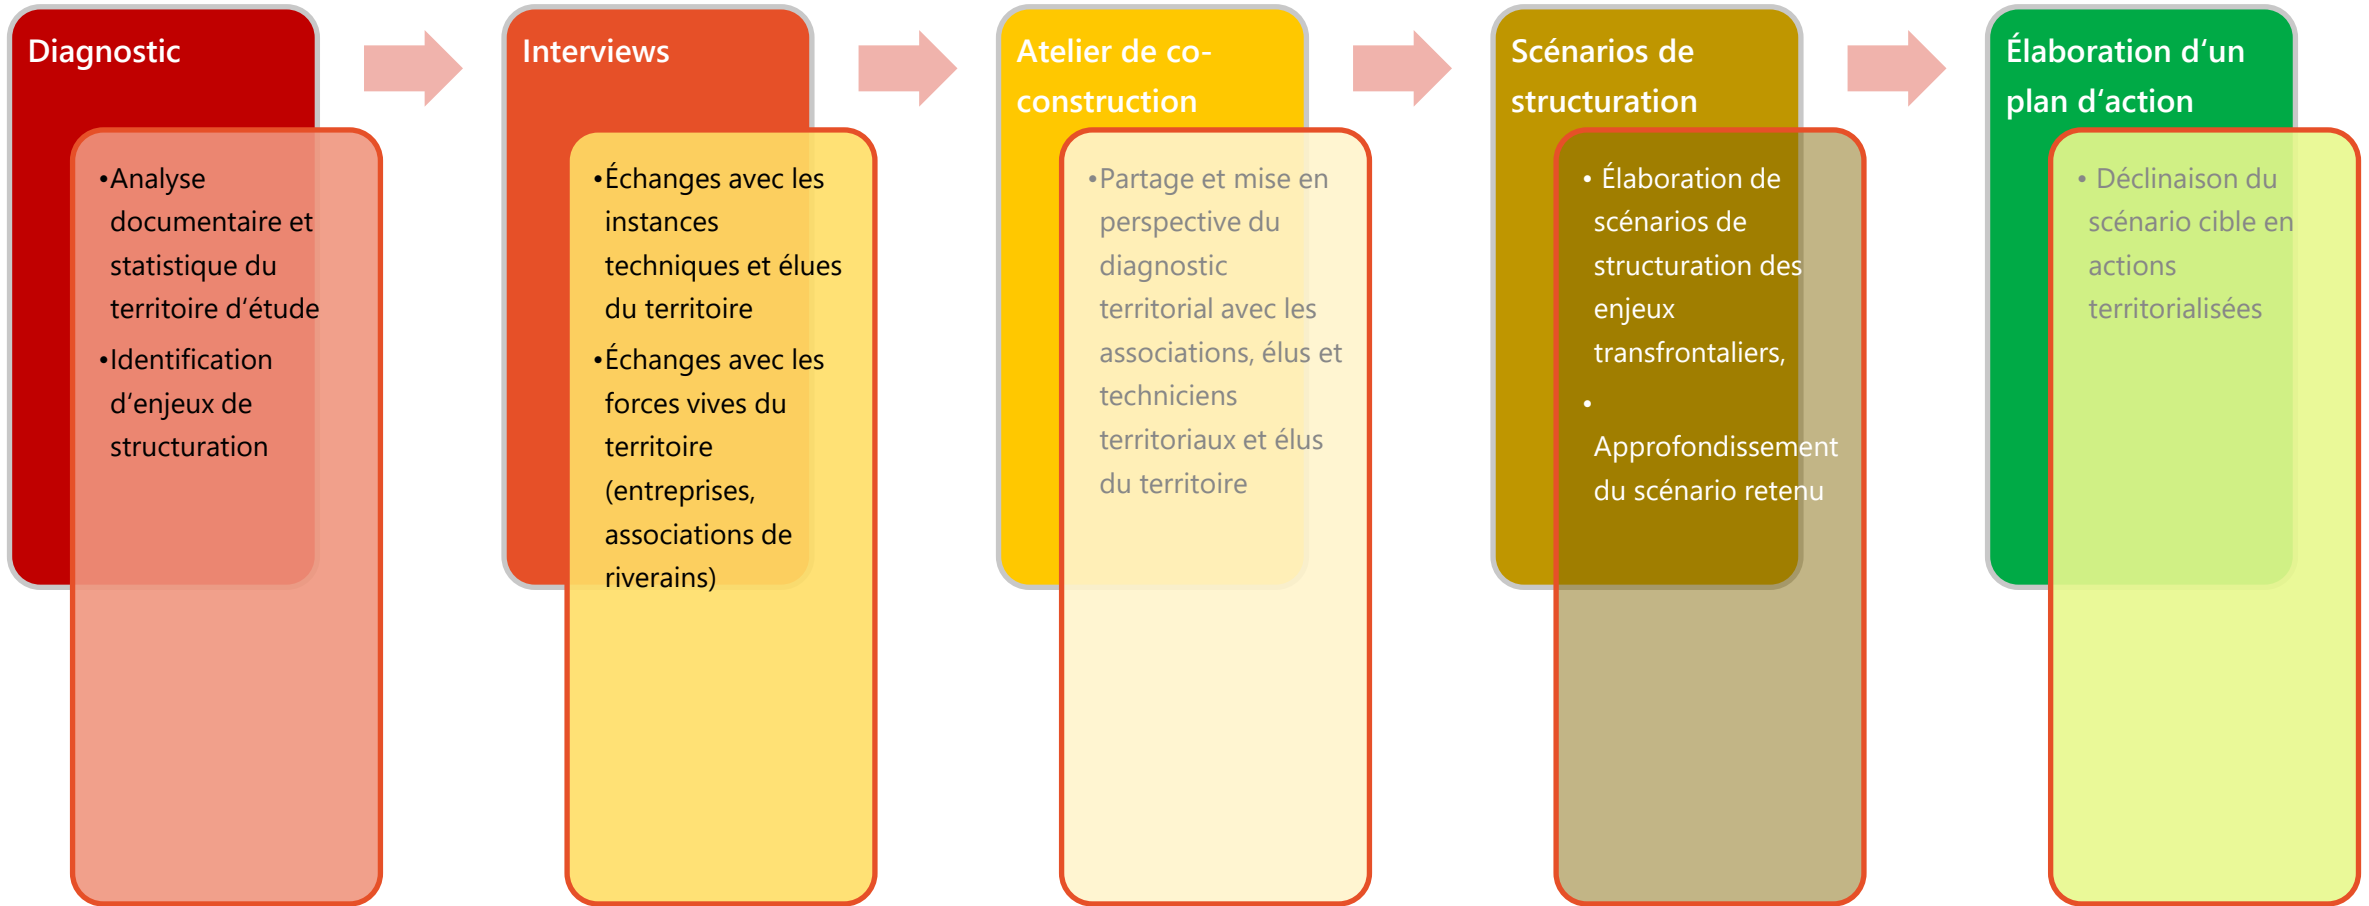 Diagnostic
•Analyse
documentaire et
statistique du
territoire d‘étude
•Identification
d‘enjeux de
structuration
Interviews
•Échanges avec les
instances
techniques et élues
du territoire
•Échanges avec les
forces vives du
territoire
(entreprises,
associations de
riverains)
Atelier de co-
construction
•Partage et mise en
perspective du
diagnostic
territorial avec les
associations, élus et
techniciens
territoriaux et élus
du territoire
Scénarios de
structuration
• Élaboration de
scénarios de
structuration des
enjeux
transfrontaliers,
•
Approfondissement
du scénario retenu
Élaboration d‘un
plan d‘action
• Déclinaison du
scénario cible en
actions
territorialisées